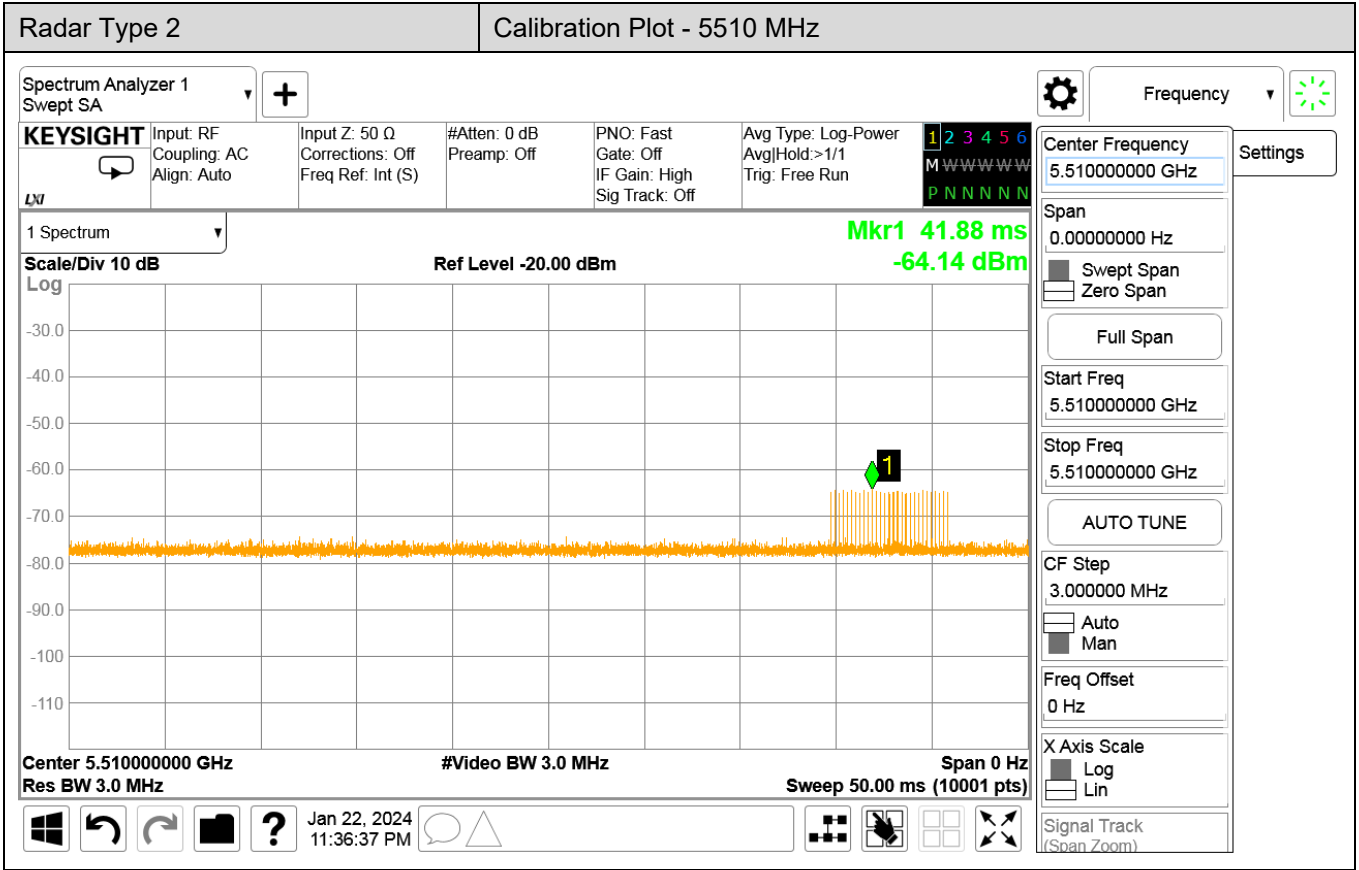 Radar Type 2
Calibration Plot - 5510 MHz
Spectrum Analyzer 1
Swept SA
Frequency
KEYSIGHT
LXI
Input: RF
Coupling: AC
Align: Auto
Input Z: 50 Ω
Corrections: Off
Freq Ref: Int (S)
#Atten: 0 dB
Preamp: Off
PNO: Fast
Gate: Off
IF Gain: High
Sig Track: Off
Avg Type: Log-Power
Avg|Hold:>1/1
Trig: Free Run
1 2 3 4 5 6
M W W W W W
P N N N N N
1 Spectrum
Mkr1 41.88 ms
-64.14 dBm
Scale/Div 10 dB
Ref Level -20.00 dBm
Log
-30.0
-40.0
-50.0
-60.0
-70.0
-80.0
-90.0
-100
-110
1
Center 5.510000000 GHz
#Video BW 3.0 MHz
Span 0 Hz
Res BW 3.0 MHz
Sweep 50.00 ms (10001 pts)
?
Jan 22, 2024
11:36:37 PM
Settings
Center Frequency
5.510000000 GHz
Span
0.00000000 Hz
Swept Span
Zero Span
Full Span
Start Freq
5.510000000 GHz
Stop Freq
5.510000000 GHz
AUTO TUNE
CF Step
3.000000 MHz
Auto
Man
Freq Offset
0 Hz
X Axis Scale
Log
Lin
Signal Track
(Span Zoom)